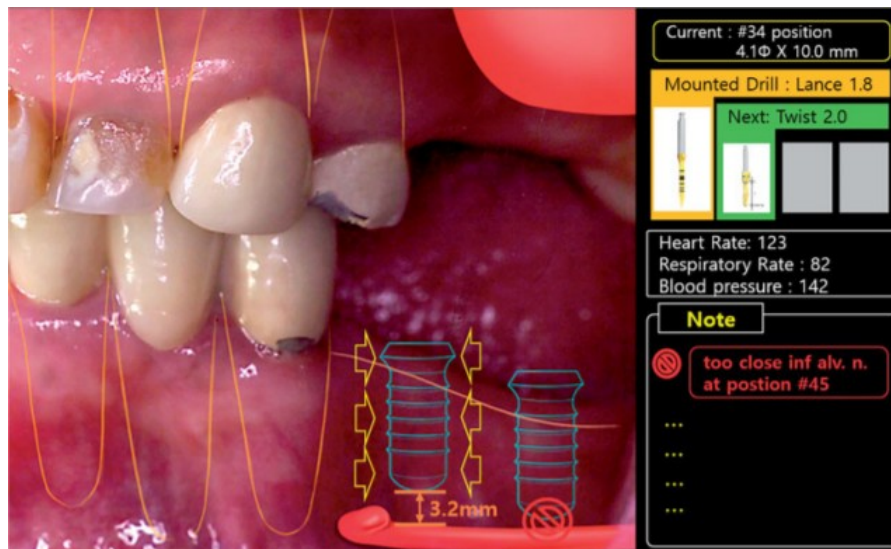 Current : #34 position
4.1Φ X 10.0 mm
Mounted Drill : Lance 1.8
Next: Twist 2.0
Heart Rate: 123
Respiratory Rate : 82
Blood pressure : 142
Note
too close inf alv. n.
at postion #45
...
...
...
...
3.2mm